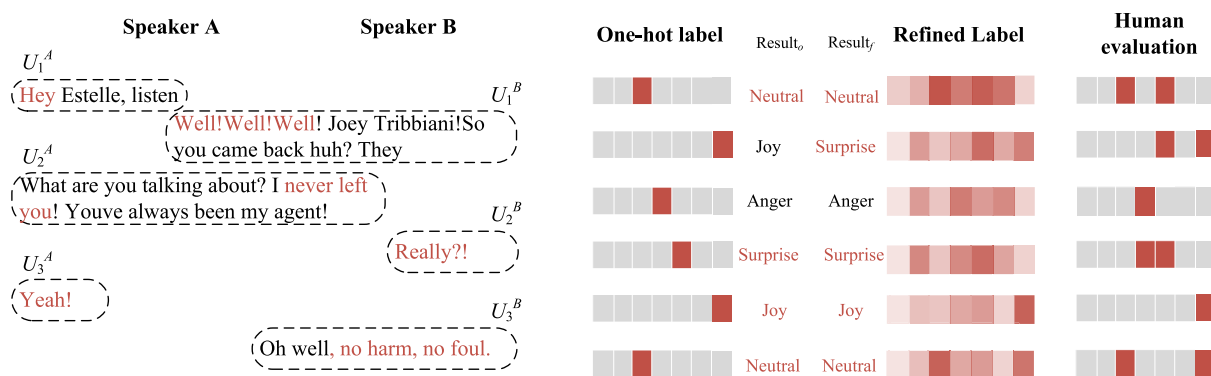 Speaker A
Speaker B
One-hot label
Result_o
Result_f
Refined Label
Human
evaluation
U_1^A
Hey Estelle, listen
U_1^B
Well!Well!Well! Joey Tribbiani!So
you came back huh? They
U_2^A
What are you talking about? I never left
you! Youve always been my agent!
U_2^B
Really?!
U_3^A
Yeah!
U_3^B
Oh well, no harm, no foul.
Neutral Neutral
Joy Surprise
Anger Anger
Surprise Surprise
Joy Joy
Neutral Neutral